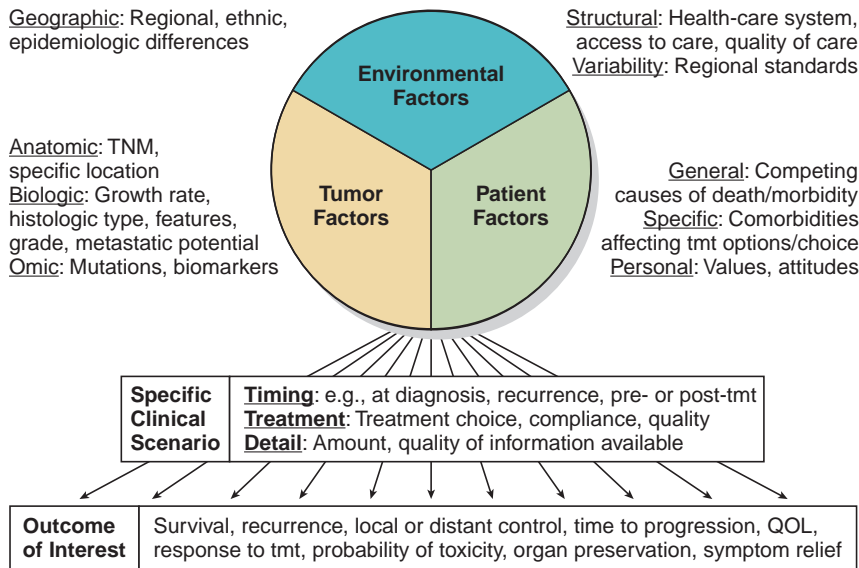 Geographic: Regional, ethnic,
epidemiologic differences
Structural: Health-care system,
access to care, quality of care
Variability: Regional standards
Environmental
Factors
Anatomic: TNM,
specific location
Biologic: Growth rate,
histologic type, features,
grade, metastatic potential
Omic: Mutations, biomarkers
Tumor
Factors
Patient
Factors
General: Competing
causes of death/morbidity
Specific: Comorbidities
affecting tmt options/choice
Personal: Values, attitudes
Specific
Clinical
Scenario
Timing: e.g., at diagnosis, recurrence, pre- or post-tmt
Treatment: Treatment choice, compliance, quality
Detail: Amount, quality of information available
Outcome
of Interest
Survival, recurrence, local or distant control, time to progression, QOL,
response to tmt, probability of toxicity, organ preservation, symptom relief